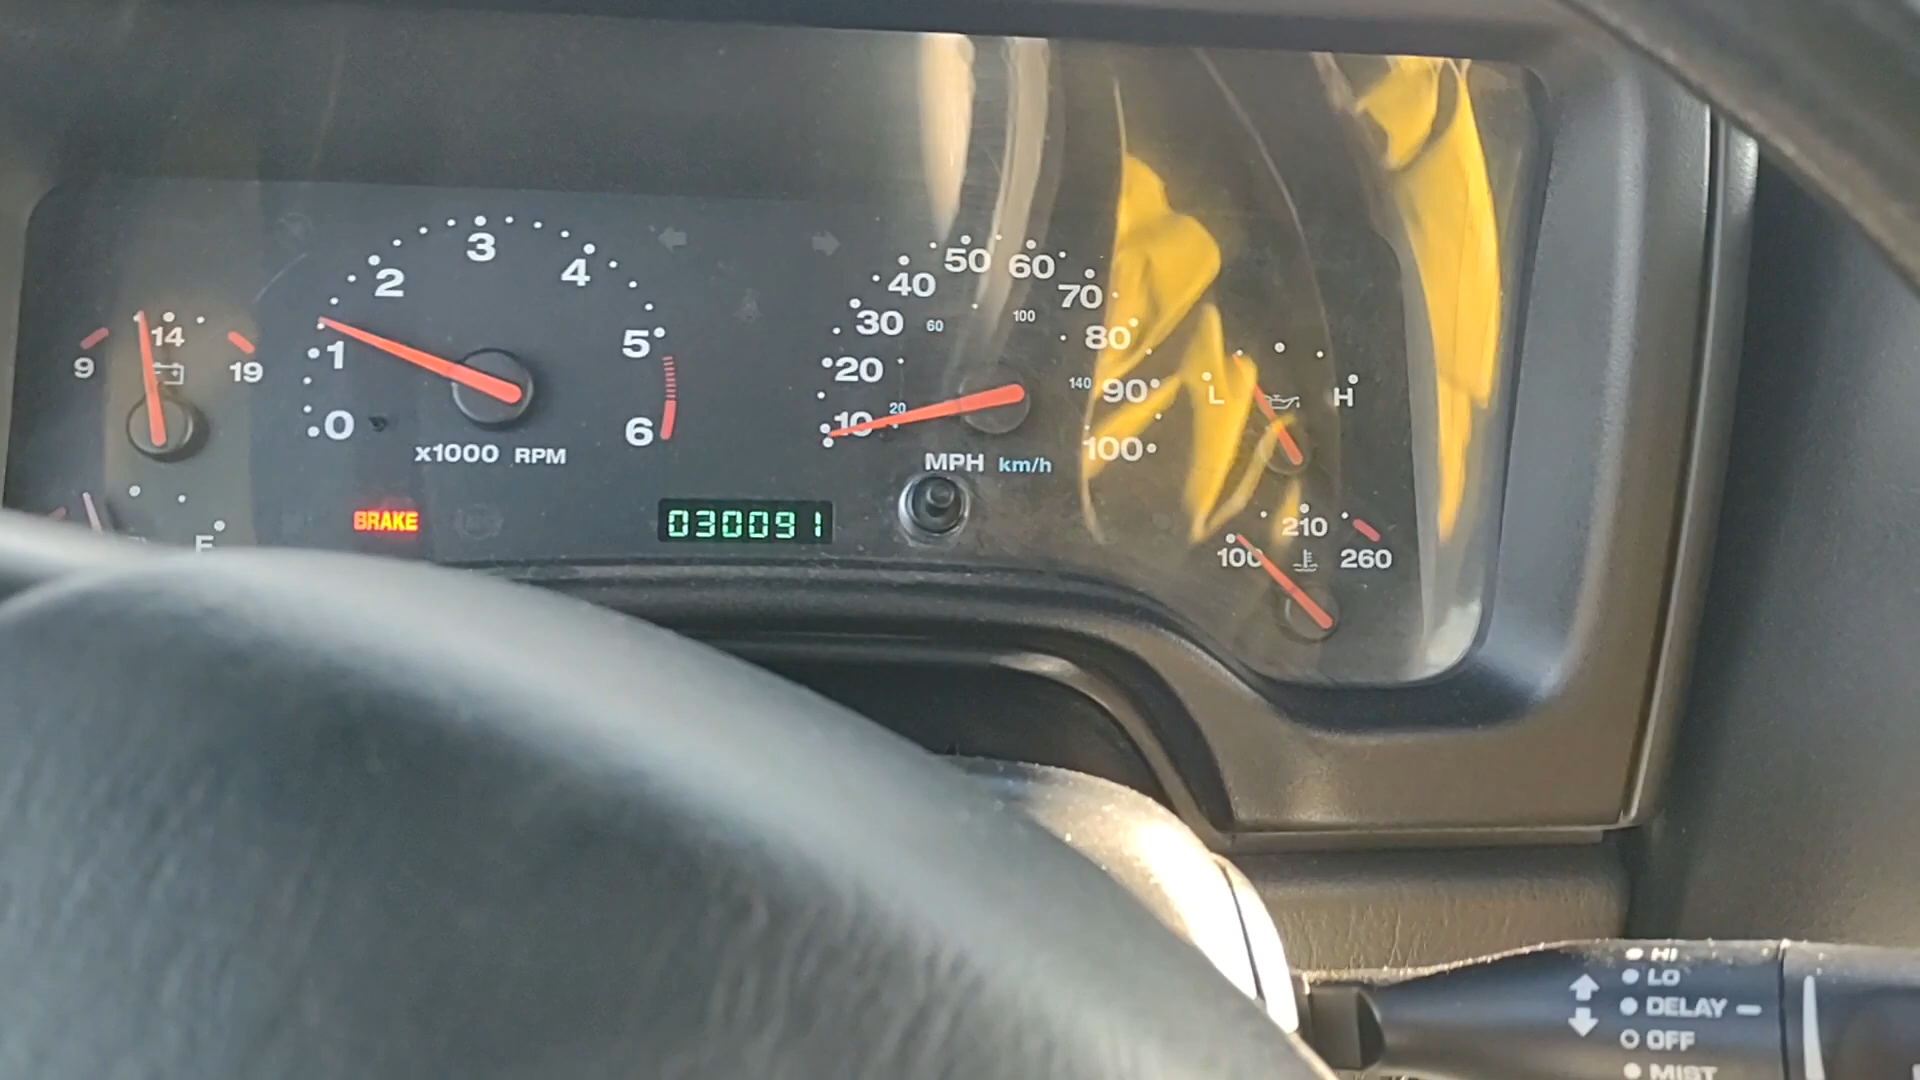 9 14 19
F
0 1 2 3 4 5 6
x1000 RPM
BRAKE
030091
10 20 30 40 50 60 70 80 90 100
20 60 100 140
MPH km/h
L H
100 210 260
HI
LO
DELAY
OFF
MIST